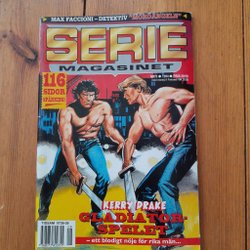 MAX FACCIONI – DETEKTIV
SERIE
MAGASINET
116
SIDOR
SPÄNNING!
KERRY DRAKE
GLADIATOR-
SPELET
– ett blodigt nöje för rika män...